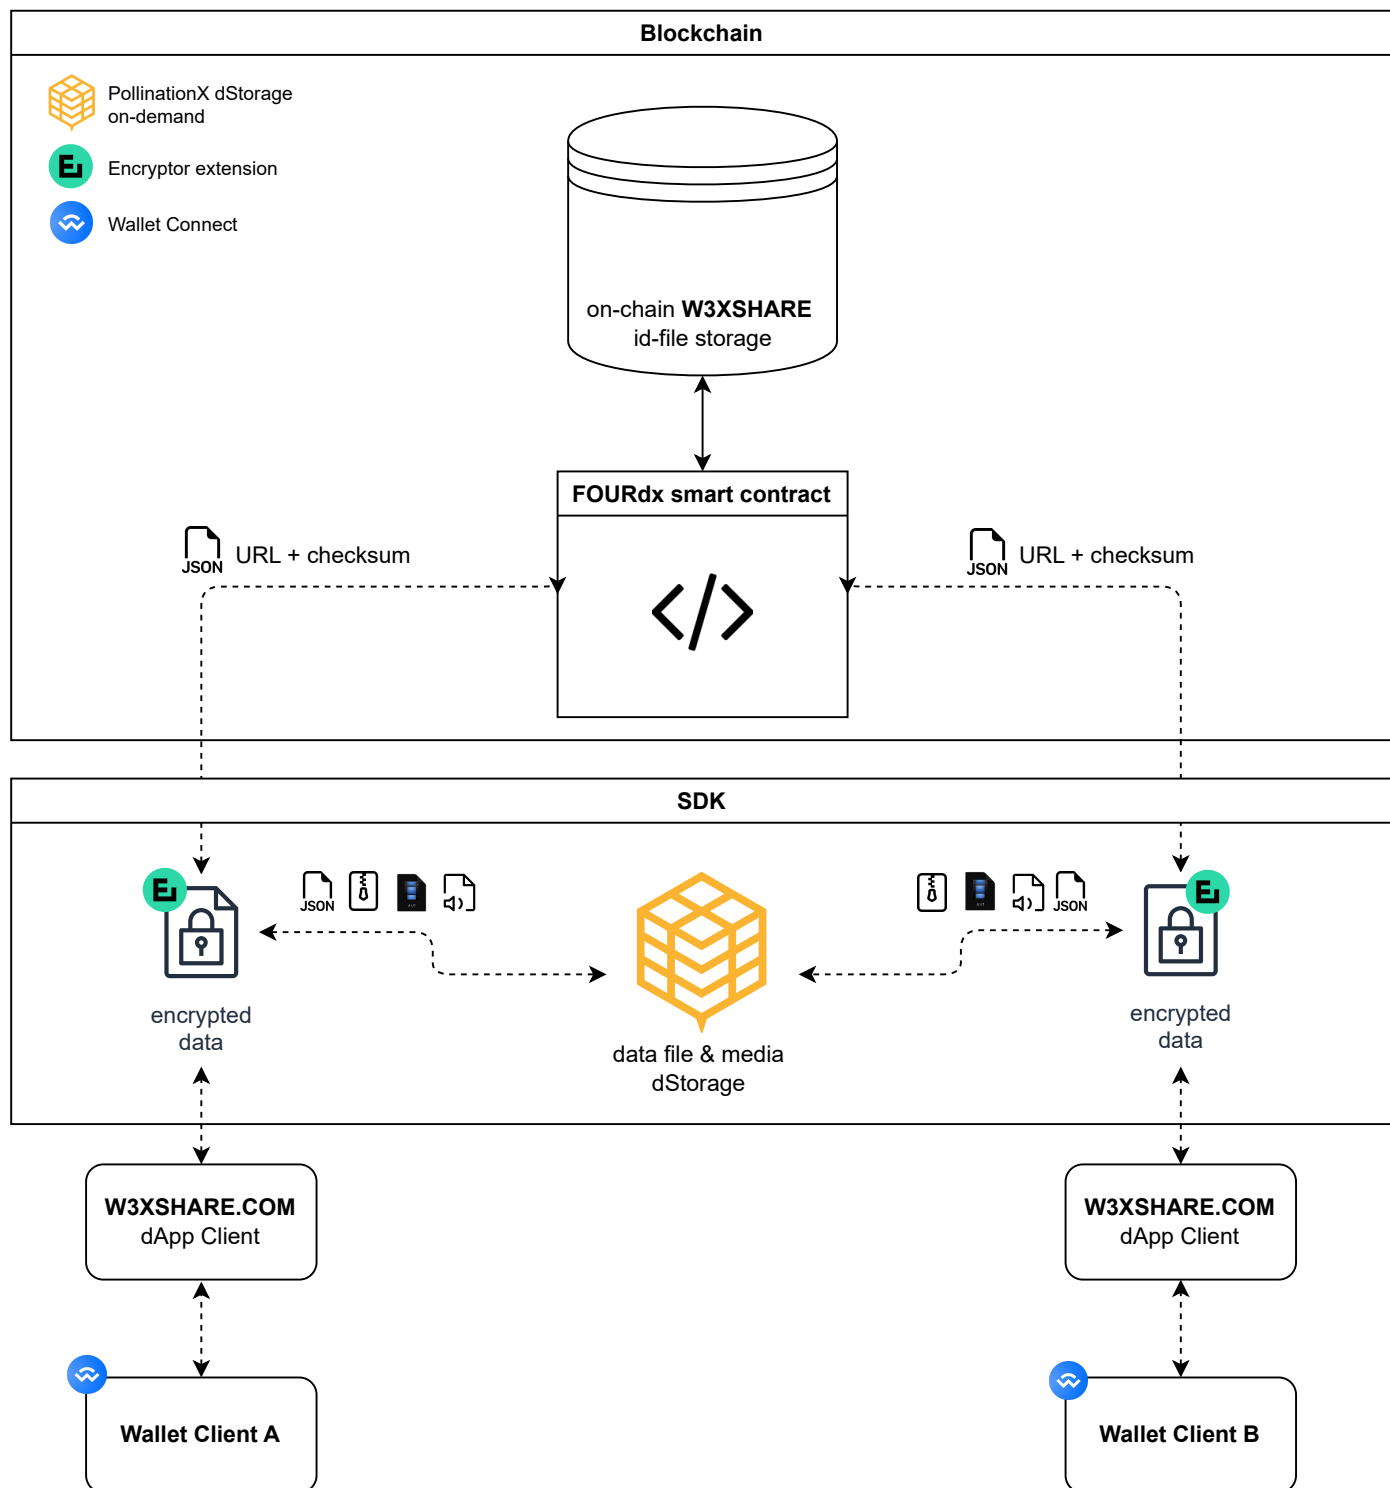 Blockchain
PollinationX dStorage
on-demand
Encryptor extension
Wallet Connect
on-chain W3XSHARE
id-file storage
FOURdx smart contract
JSON
URL + checksum
JSON
URL + checksum
</>
SDK
JSON
JSON
encrypted
data
data file & media
dStorage
encrypted
data
W3XSHARE.COM
dApp Client
W3XSHARE.COM
dApp Client
Wallet Client A
Wallet Client B